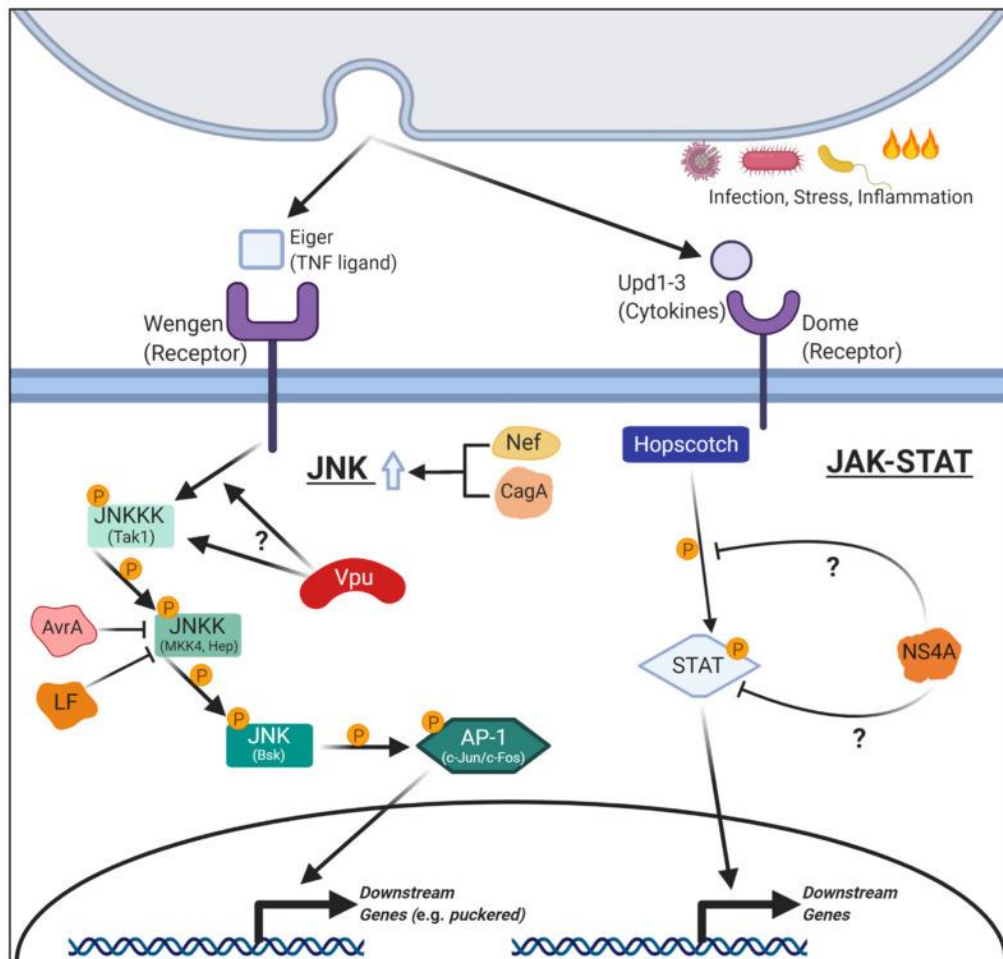 Infection, Stress, Inflammation
Eiger
(TNF ligand)
Upd1-3
(Cytokines)
Wengen
(Receptor)
Dome
(Receptor)
JNK
Nef
CagA
Hopscotch
JAK-STAT
P
JNKKK
(Tak1)
?
Vpu
P
P
?
AvrA
P
JNKK
(MKK4, Hep)
LF
P
STAT
P
NS4A
?
P
JNK
(Bsk)
P
P
AP-1
(c-Jun/c-Fos)
Downstream
Genes (e.g. puckered)
Downstream
Genes